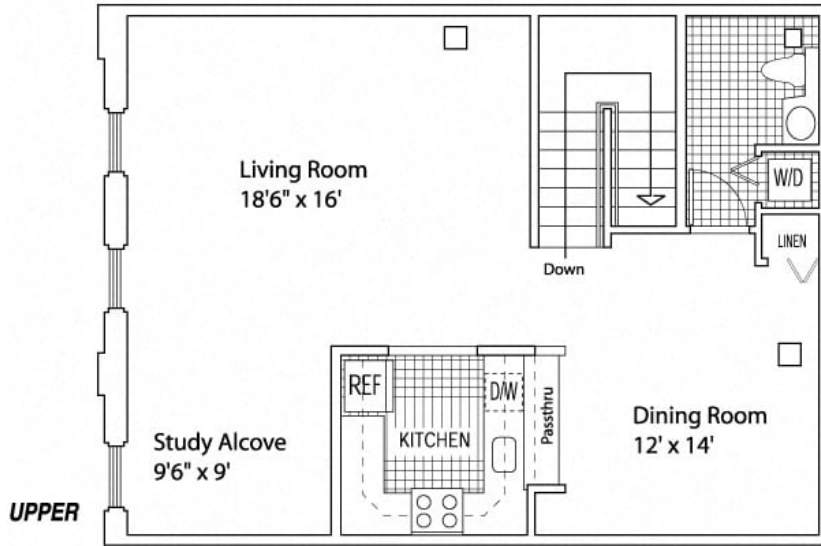 Living Room
18'6" x 16'
W/D
LINEN
Down
REF
D/W
KITCHEN
Passthru
Dining Room
12' x 14'
Study Alcove
9'6" x 9'
UPPER